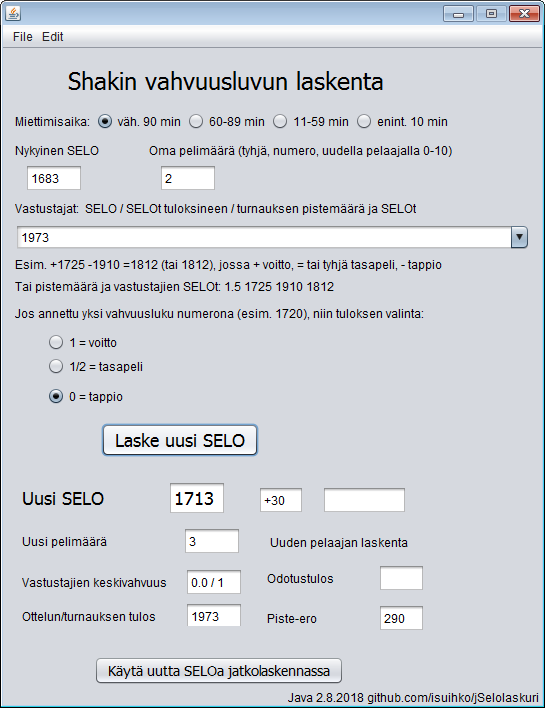 File Edit
Shakin vahvuusluvun laskenta
Miettimisaika: väh. 90 min 60-89 min 11-59 min enint. 10 min
Nykyinen SELO Oma pelimäärä (tyhjä, numero, uudella pelaajalla 0-10)
1683 2
Vastustajat: SELO / SELOt tuloksineen / turnauksen pistemäärä ja SELOt
1973
Esim. +1725 -1910 =1812 (tai 1812), jossa + voitto, = tai tyhjä tasapeli, - tappio
Tai pistemäärä ja vastustajien SELOt: 1.5 1725 1910 1812
Jos annettu yksi vahvuusluku numerona (esim. 1720), niin tuloksen valinta:
1 = voitto
1/2 = tasapeli
0 = tappio
Laske uusi SELO
Uusi SELO 1713 +30
Uusi pelimäärä 3 Uuden pelaajan laskenta
Vastustajien keskivahvuus 0.0 / 1 Odotustulos
Ottelun/turnauksen tulos 1973 Piste-ero 290
Käytä uutta SELOa jatkolaskennassa
Java 2.8.2018 github.com/isuihko/jSelolaskuri